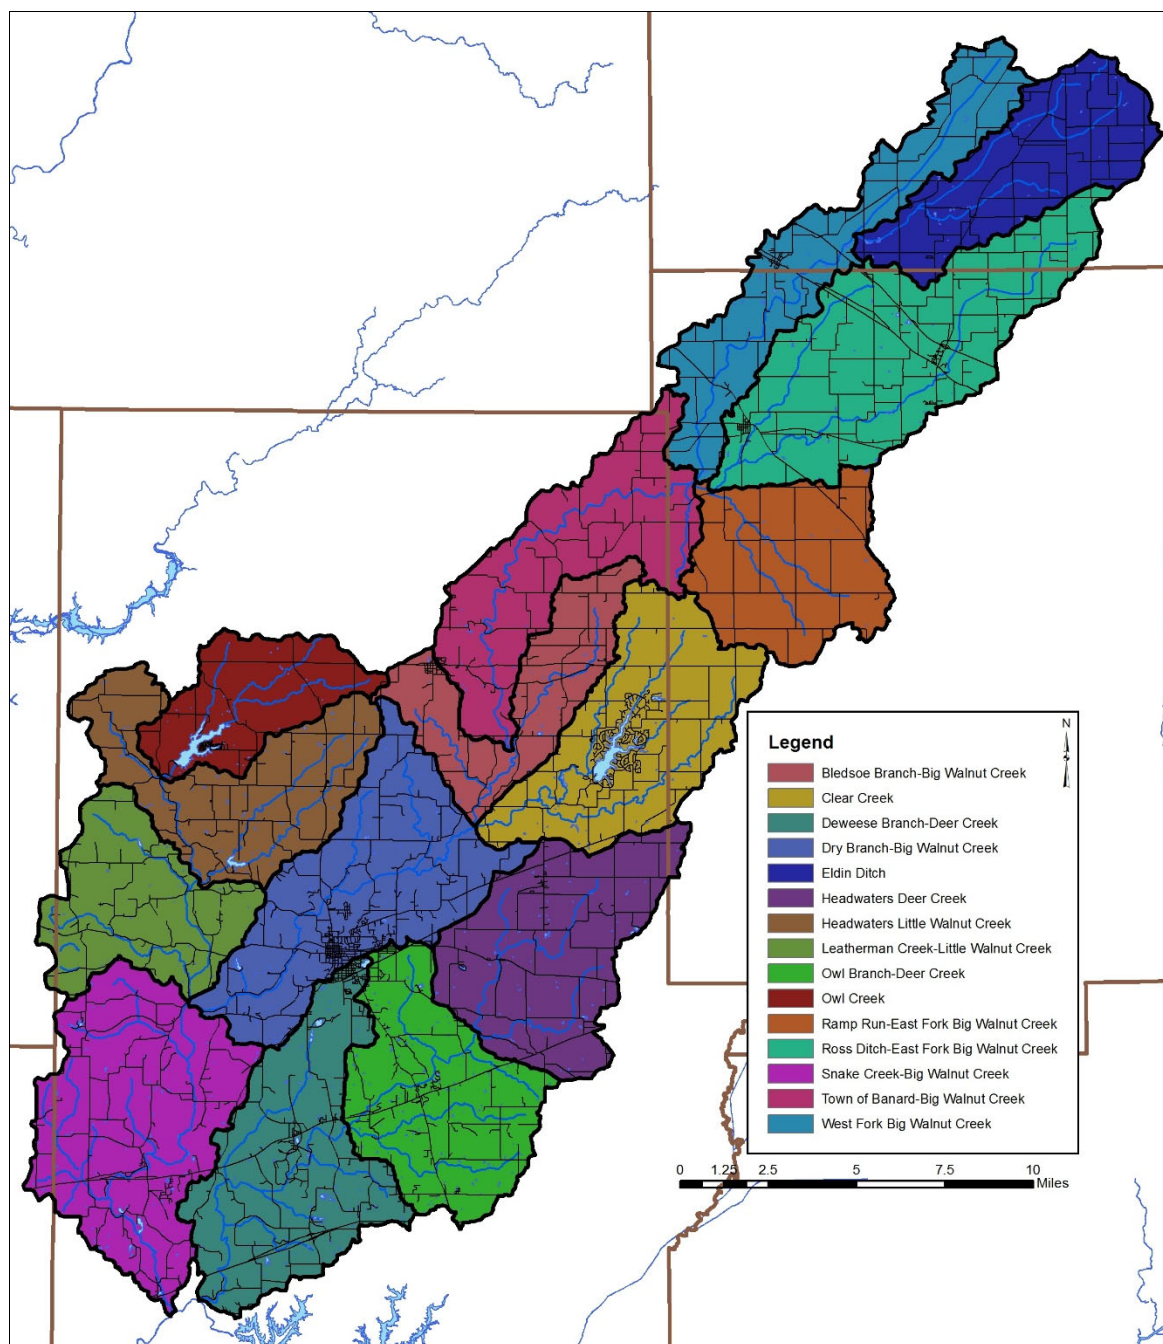 N
Legend
Bledsoe Branch-Big Walnut Creek
Clear Creek
Deweese Branch-Deer Creek
Dry Branch-Big Walnut Creek
Eldin Ditch
Headwaters Deer Creek
Headwaters Little Walnut Creek
Leatherman Creek-Little Walnut Creek
Owl Branch-Deer Creek
Owl Creek
Ramp Run-East Fork Big Walnut Creek
Ross Ditch-East Fork Big Walnut Creek
Snake Creek-Big Walnut Creek
Town of Banard-Big Walnut Creek
West Fork Big Walnut Creek
0 1.25 2.5 5 7.5 10
Miles